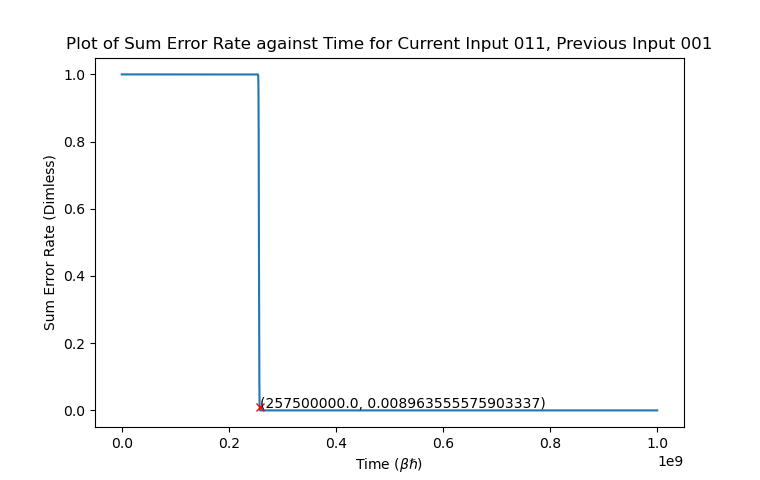 Plot of Sum Error Rate against Time for Current Input 011, Previous Input 001
1.0
0.8
0.6
0.4
0.2
0.0
Sum Error Rate (Dimless)
(257500000.0, 0.008963555575903337)
0.0 0.2 0.4 0.6 0.8 1.0
1e9
Time (βℏ)